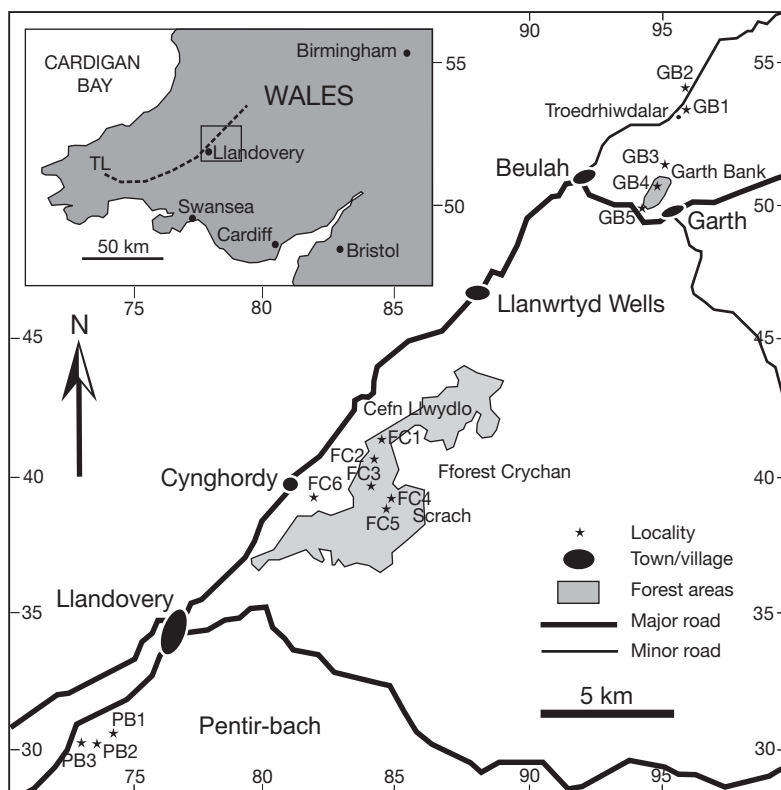 90
95
CARDIGAN
BAY
Birmingham
WALES
TL
Llandovery
Swansea
Cardiff
Bristol
50 km
55
GB2
Troedrhiwdalar
GB1
Beulah
GB3
Garth Bank
GB4
GB5
Garth
50
75
80
85
Llanwrtyd Wells
45
45
N
Cefn Llwydlo
FC1
FC2
FC3
Fforest Crychan
40
40
Cynghordy
FC6
FC4
FC5
Scrach
Locality
Town/village
Forest areas
Major road
Minor road
5 km
Llandovery
35
35
Pentir-bach
PB1
PB2
PB3
30
30
75
80
85
90
95